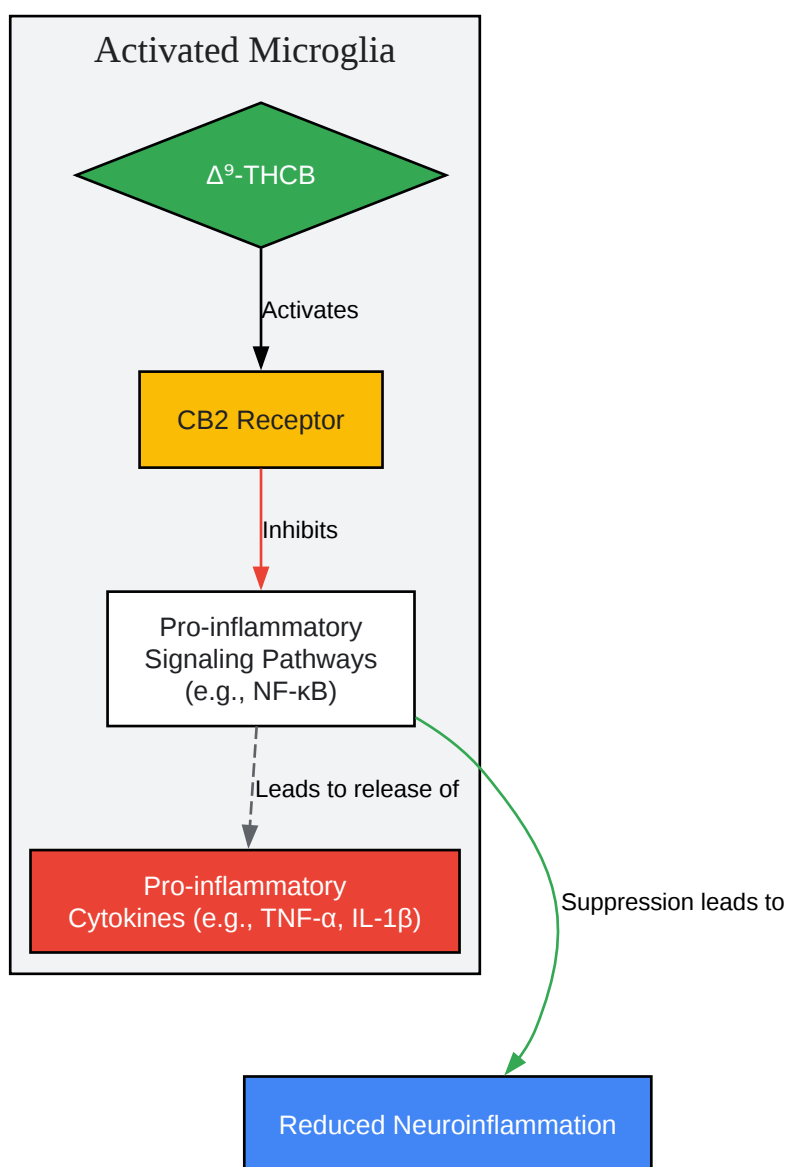 Activated Microglia
Δ⁹-THCB
Activates
CB2 Receptor
Inhibits
Pro-inflammatory
Signaling Pathways
(e.g., NF-κB)
Leads to release of
Pro-inflammatory
Cytokines (e.g., TNF-α, IL-1β)
Suppression leads to
Reduced Neuroinflammation